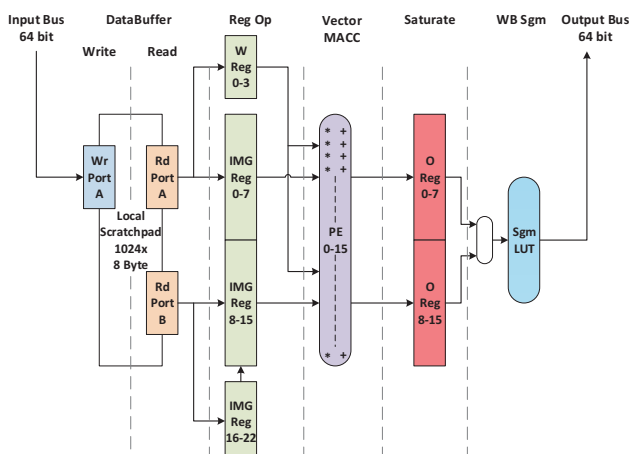 Input Bus
64 bit
DataBuffer
Write
Read
Reg Op
Vector
MACC
Saturate
WB Sgm
Output Bus
64 bit
W
Reg
0-3
Wr
Port
A
Rd
Port
A
IMG
Reg
0-7
* +
* +
* +
* +
PE
0-15
* +
O
Reg
0-7
Sgm
LUT
Local
Scratchpad
1024x
8 Byte
Rd
Port
B
IMG
Reg
8-15
O
Reg
8-15
IMG
Reg
16-22